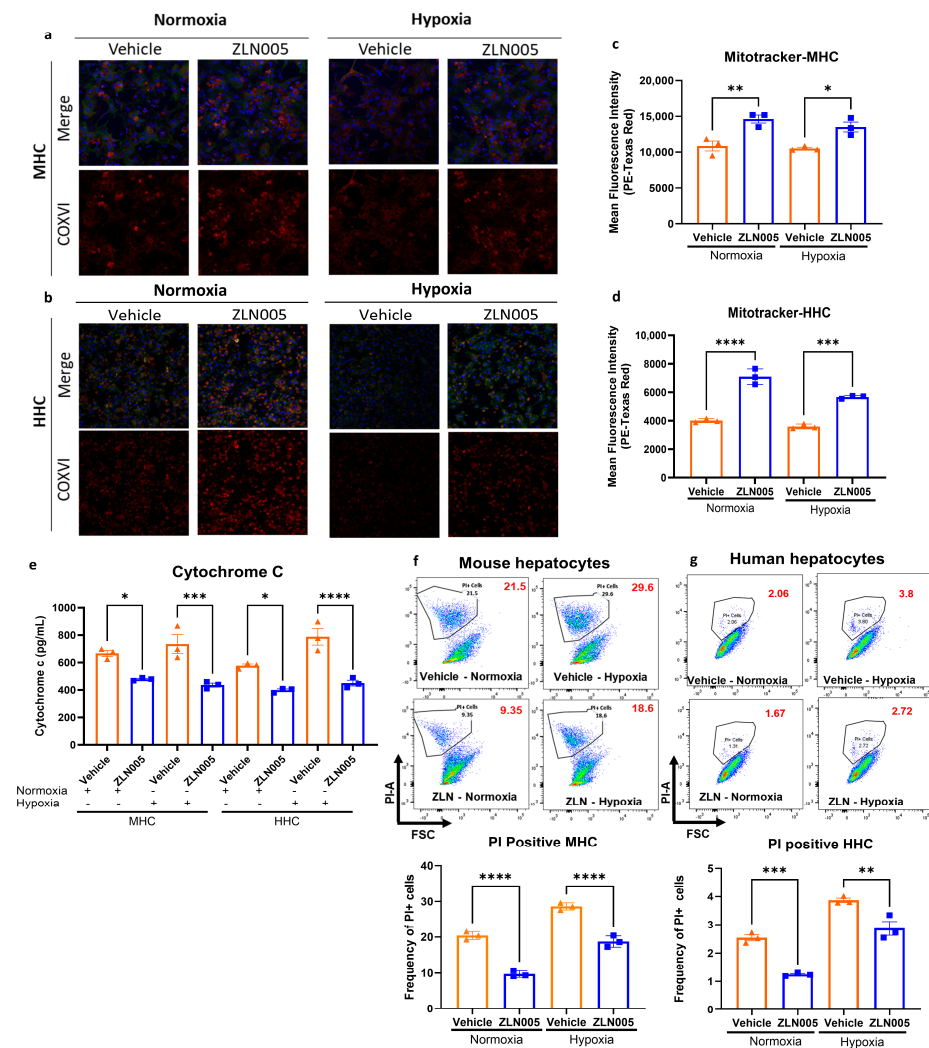 a
Normoxia
Hypoxia
Vehicle
ZLN005
Vehicle
ZLN005
MHC
Merge
COXVI
b
Normoxia
Hypoxia
Vehicle
ZLN005
Vehicle
ZLN005
HHC
Merge
COXVI
c
Mitotracker-MHC
Mean Fluorescence Intensity
(PE-Texas Red)
20,000
15,000
10,000
5000
0
**
*
Vehicle ZLN005 Vehicle ZLN005
Normoxia Hypoxia
d
Mitotracker-HHC
Mean Fluorescence Intensity
(PE-Texas Red)
10,000
8000
6000
4000
2000
0
****
***
Vehicle ZLN005 Vehicle ZLN005
Normoxia Hypoxia
e
Cytochrome C
Cytochrome c (pg/mL)
1000
800
600
400
200
0
* *** * ****
Vehicle ZLN005 Vehicle ZLN005 Vehicle ZLN005 Vehicle ZLN005
Normoxia + + - - + + - -
Hypoxia - - + + - - + +
MHC HHC
f
Mouse hepatocytes
PI+ Cells
21.5
21.5
Vehicle - Normoxia
PI+ Cells
29.6
29.6
Vehicle - Hypoxia
PI+ Cells
9.35
9.35
ZLN - Normoxia
PI+ Cells
18.6
18.6
ZLN - Hypoxia
PI-A
FSC
PI Positive MHC
Frequency of PI+ cells
40
30
20
10
0
**** ****
Vehicle ZLN005 Vehicle ZLN005
Normoxia Hypoxia
g
Human hepatocytes
2.06
PI+ Cells
2.06
Vehicle - Normoxia
3.8
PI+ Cells
3.80
Vehicle - Hypoxia
1.67
PI+ Cells
1.31
ZLN - Normoxia
2.72
PI+ Cells
2.72
ZLN - Hypoxia
PI-A
FSC
PI positive HHC
Frequency of PI+ cells
5
4
3
2
1
0
*** **
Vehicle ZLN005 Vehicle ZLN005
Normoxia Hypoxia